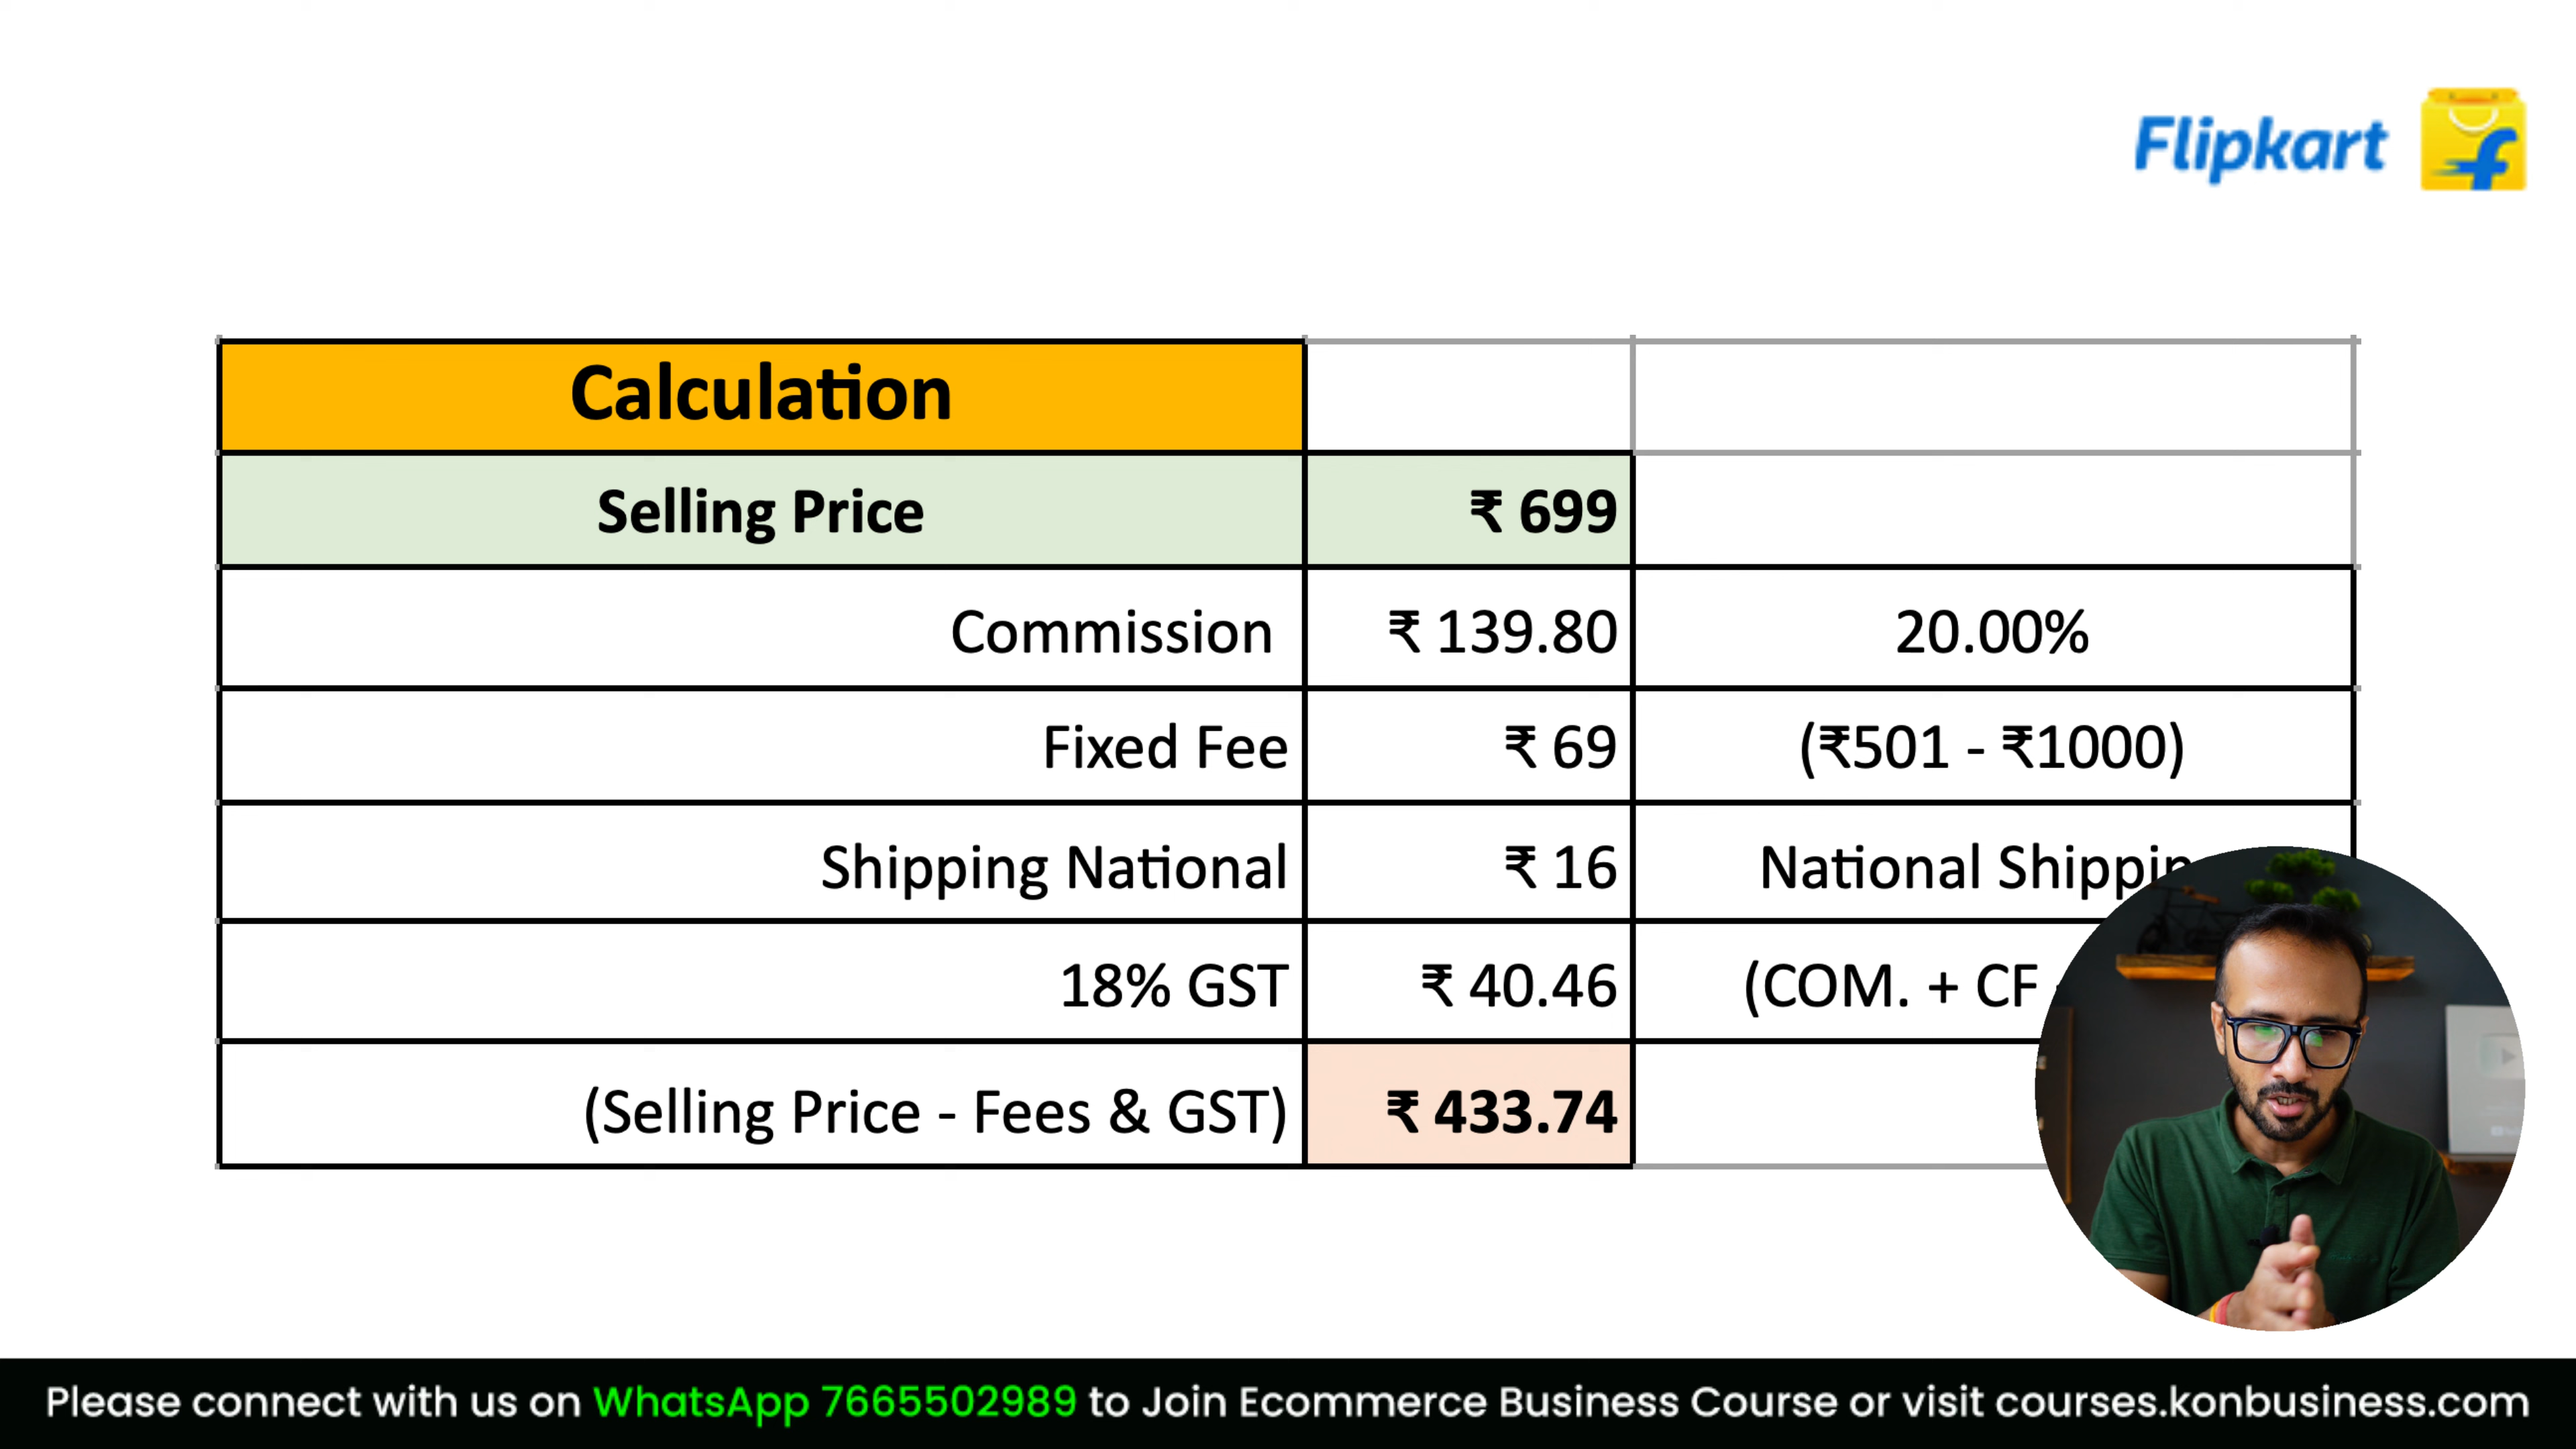 Flipkart
Calculation
Selling Price ₹ 699
Commission ₹ 139.80 20.00%
Fixed Fee ₹ 69 (₹501 - ₹1000)
Shipping National ₹ 16 National
18% GST ₹ 40.46 (COM. + CF
(Selling Price - Fees & GST) ₹ 433.74
Please connect with us on WhatsApp 7665502989 to Join Ecommerce Business Course or visit courses.konbusiness.com